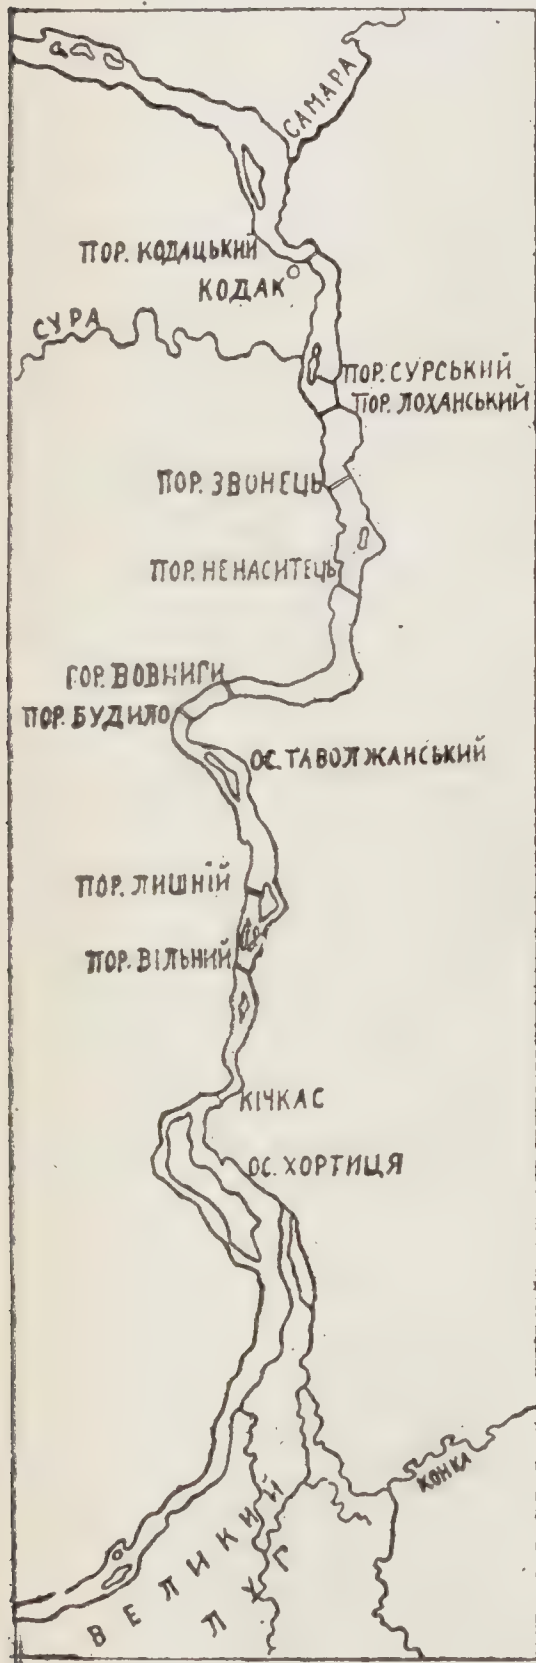 САМАРА
ПОР. КОДАЦЬКИЙ
КОДАК
СУРА
ПОР. СУРСЬКИЙ
ПОР. ЛОХАНСЬКИЙ
ПОР. ЗВОНЕЦЬ
ПОР. НЕНАСИТЕЦЬ
ГОР. ВОВНИГИ
ПОР. БУДИЛО
ОС. ТАВОЛЖАНСЬКИЙ
ПОР. ЛИШНІЙ
ПОР. ВІЛЬНИЙ
КІЧКАС
ОС. ХОРТИЦЯ
КОНКА
ВЕЛИКИЙ
ЛУГ